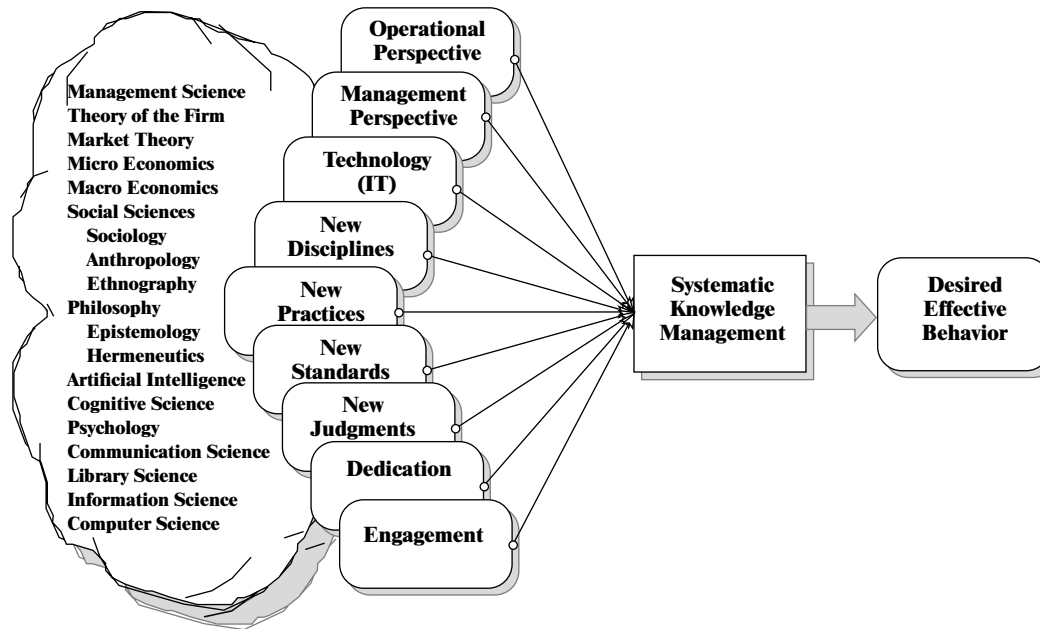 Management Science
Theory of the Firm
Market Theory
Micro Economics
Macro Economics
Social Sciences
Sociology
Anthropology
Ethnography
Philosophy
Epistemology
Hermeneutics
Artificial Intelligence
Cognitive Science
Psychology
Communication Science
Library Science
Information Science
Computer Science
Operational
Perspective
Management
Perspective
Technology
(IT)
New
Disciplines
New
Practices
New
Standards
New
Judgments
Dedication
Engagement
Systematic
Knowledge
Management
Desired
Effective
Behavior